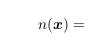 n(𝒙) =